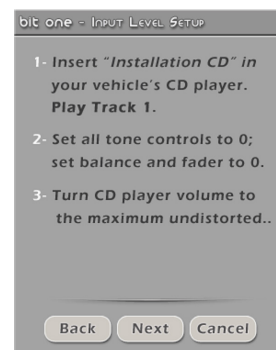 bit one - Input Level Setup
1- Insert "Installation CD" in
your vehicle's CD player.
Play Track 1.
2- Set all tone controls to 0;
set balance and fader to 0.
3- Turn CD player volume to
the maximum undistorted..
Back Next Cancel